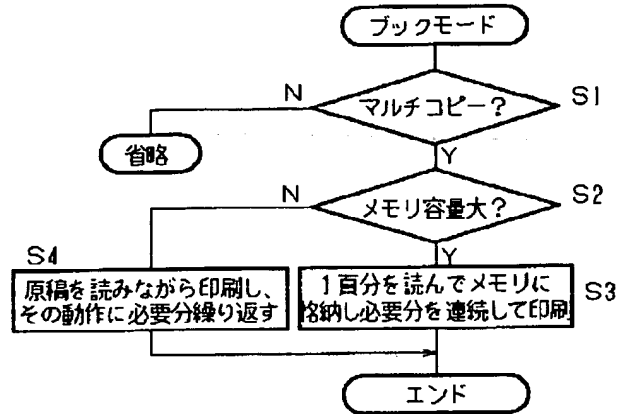 ブックモード
N
マルチコピー?
S1
省略
Y
N
メモリ容量大?
S2
S4
Y
原稿を読みながら印刷し、
その動作に必要分繰り返す
1頁分を読んでメモリに
格納し必要分を連続して印刷
S3
エンド